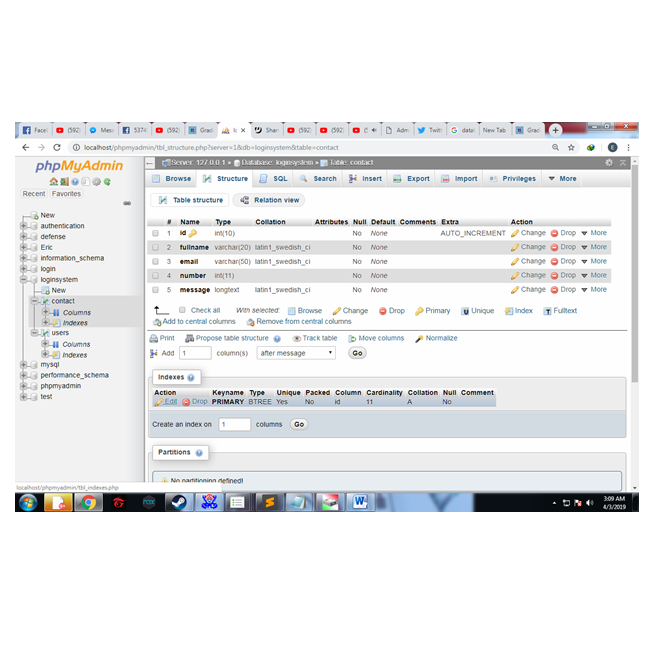 Facel (592 (592 Mess 5374 (592 Gradi lo Shar (592 (592 (5 Admi Twitt datal New Tab Gradi
localhost/phpmyadmin/tbl_structure.php?server=1&db=loginsystem&table=contact
phpMyAdmin
Recent Favorites
New
authentication
defense
Eric
information_schema
login
loginsystem
New
contact
Columns
Indexes
users
Columns
Indexes
mysql
performance_schema
phpmyadmin
test
Server: 127.0.0.1 » Database: loginsystem » Table: contact
Browse Structure SQL Search Insert Export Import Privileges More
Table structure Relation view
# Name Type Collation Attributes Null Default Comments Extra Action
1 id int(10) No None AUTO_INCREMENT Change Drop More
2 fullname varchar(20) latin1_swedish_ci No None Change Drop More
3 email varchar(50) latin1_swedish_ci No None Change Drop More
4 number int(11) No None Change Drop More
5 message longtext latin1_swedish_ci No None Change Drop More
Check all With selected: Browse Change Drop Primary Unique Index Fulltext
Add to central columns Remove from central columns
Print Propose table structure Track table Move columns Normalize
Add 1 column(s) after message Go
Indexes
Action Keyname Type Unique Packed Column Cardinality Collation Null Comment
Edit Drop PRIMARY BTREE Yes No id 11 A No
Create an index on 1 columns Go
Partitions
No partitioning defined!
localhost/phpmyadmin/tbl_indexes.php
3:09 AM
4/3/2019